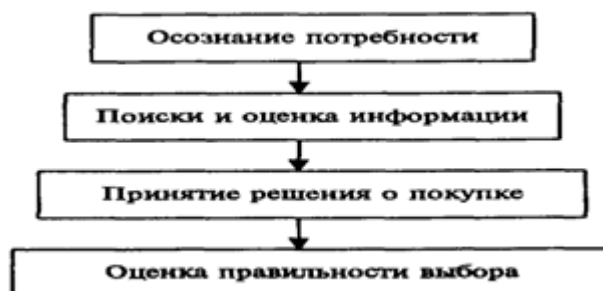 Осознание потребности
Поиски и оценка информации
Принятие решения о покупке
Оценка правильности выбора